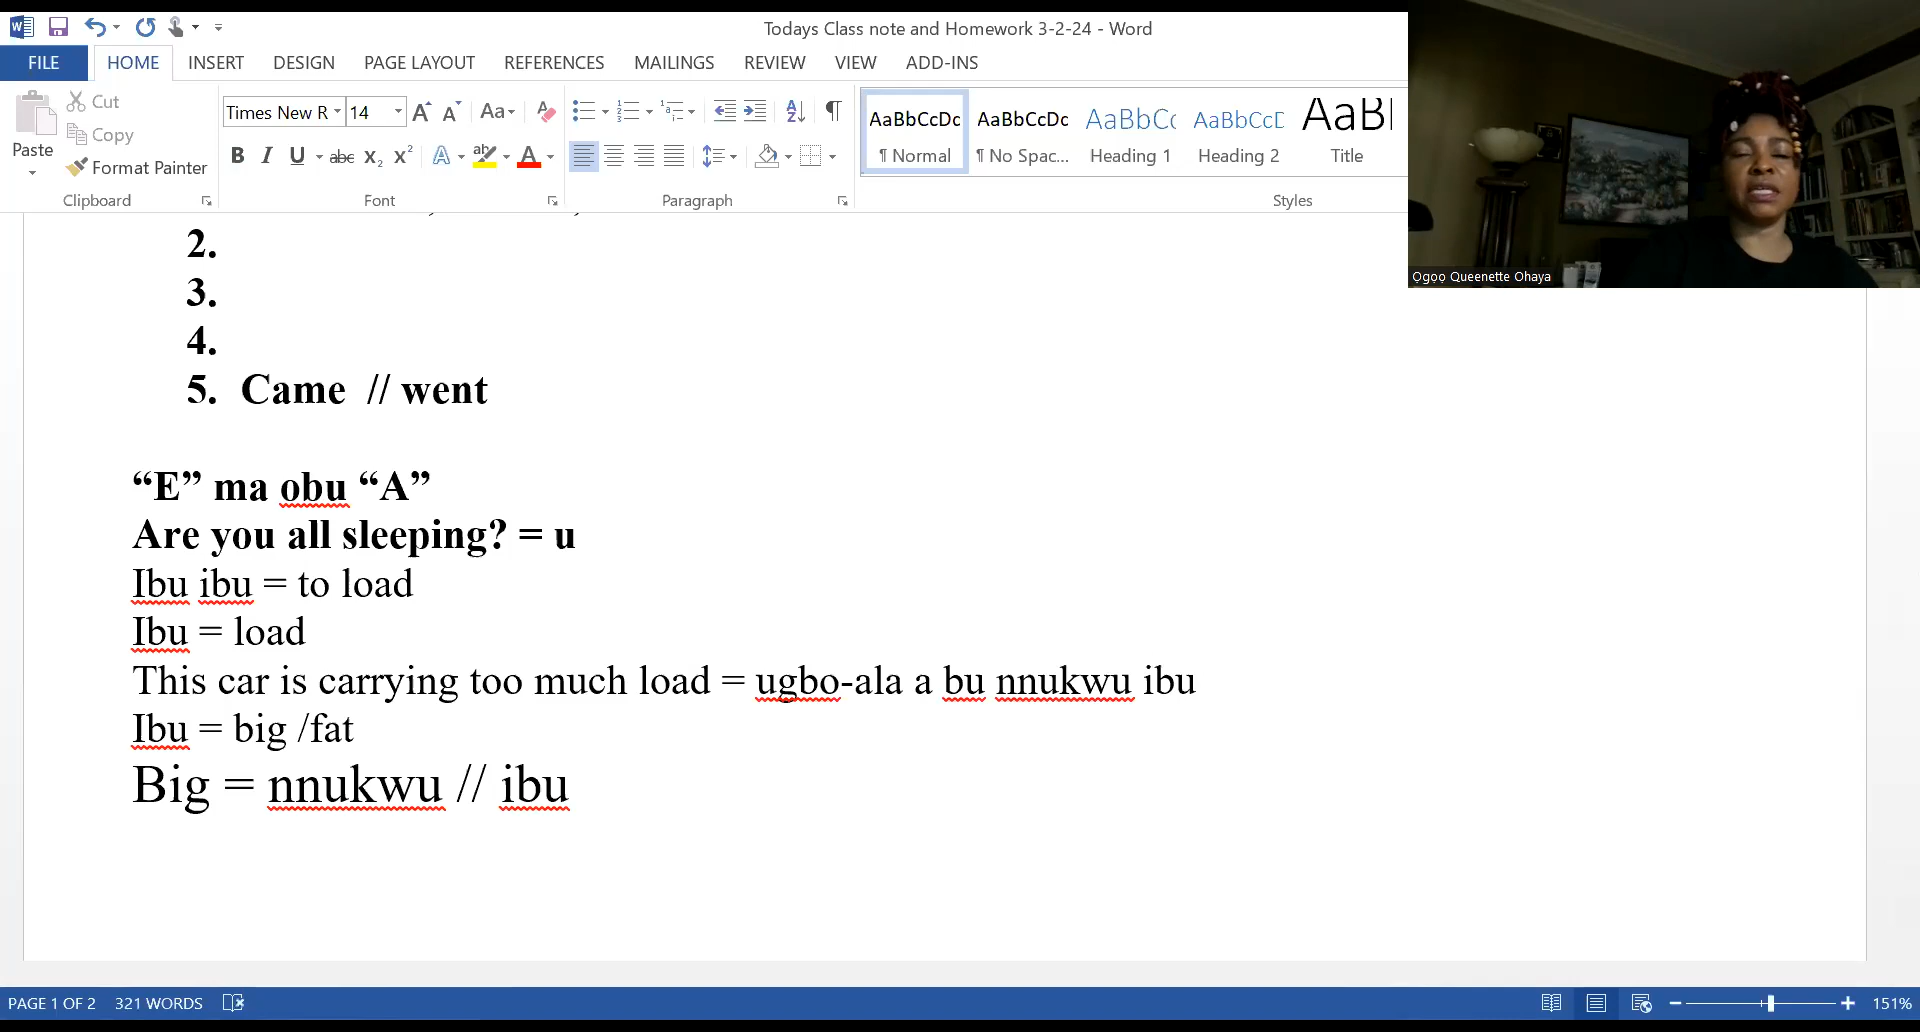 Todays Class note and Homework 3-2-24 - Word
FILE HOME INSERT DESIGN PAGE LAYOUT REFERENCES MAILINGS REVIEW VIEW ADD-INS
Cut
Copy
Format Painter
Paste
Clipboard
Times New R 14
Font
Paragraph
AaBbCcDc AaBbCcDc AaBbCc AaBbCcD AaBl
¶ Normal ¶ No Spac... Heading 1 Heading 2 Title
Styles
Ọgọọ Queenette Ohaya
2.
3.
4.
5. Came // went
“E” ma obu “A”
Are you all sleeping? = u
Ibu ibu = to load
Ibu = load
This car is carrying too much load = ugbo-ala a bu nnukwu ibu
Ibu = big /fat
Big = nnukwu // ibu
PAGE 1 OF 2 321 WORDS 151%